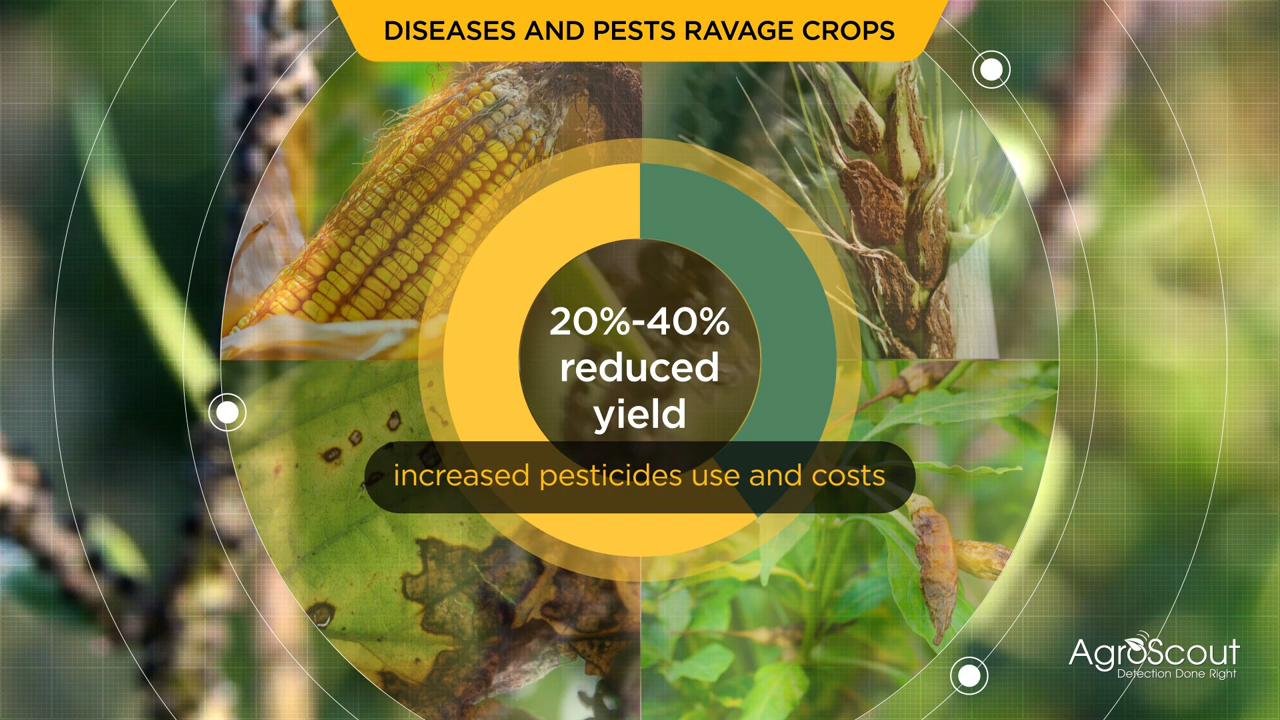 DISEASES AND PESTS RAVAGE CROPS
20%-40%
reduced
yield
increased pesticides use and costs
AgroScout
Detection Done Right